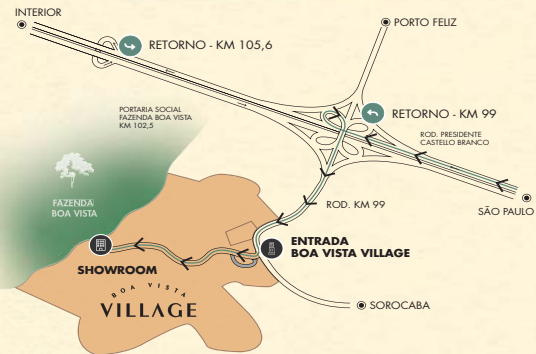 INTERIOR
PORTO FELIZ
RETORNO - KM 105,6
PORTARIA SOCIAL
FAZENDA BOA VISTA
KM 102,5
RETORNO - KM 99
ROD. PRESIDENTE
CASTELLO BRANCO
FAZENDA
BOA VISTA
ROD. KM 99
SÃO PAULO
ENTRADA
BOA VISTA VILLAGE
SHOWROOM
BOA VISTA
VILLAGE
SOROCABA